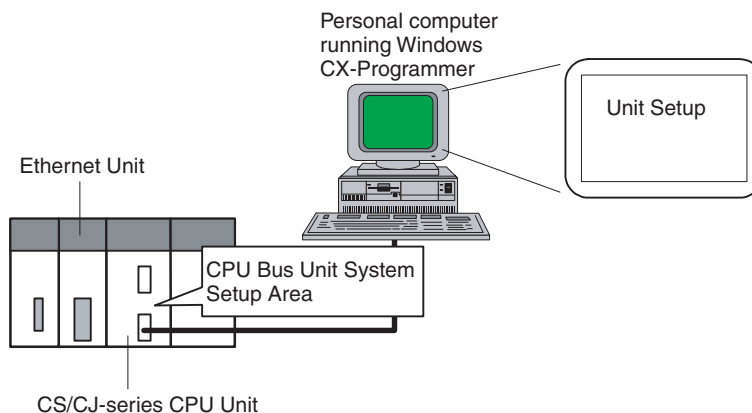 Personal computer
running Windows
CX-Programmer
Unit Setup
Ethernet Unit
CPU Bus Unit System
Setup Area
CS/CJ-series CPU Unit